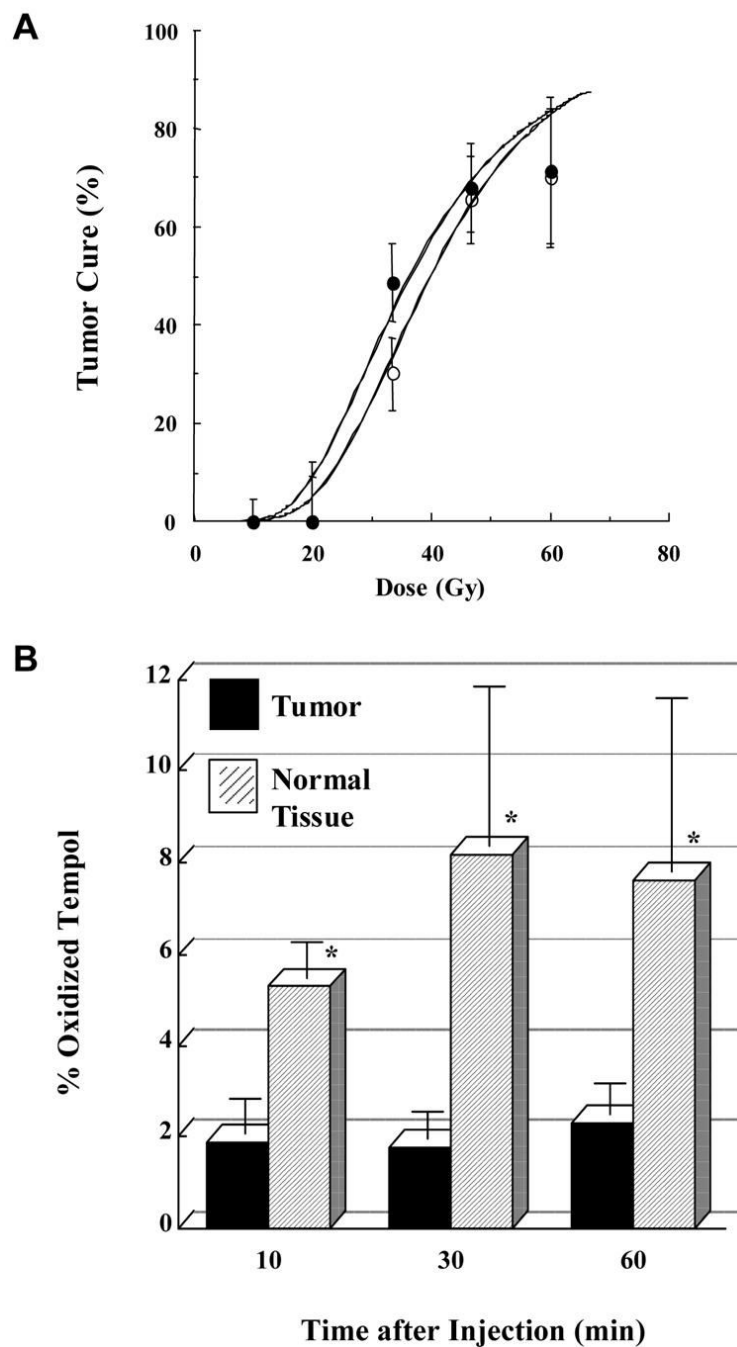 A
100
80
60
40
20
0
Tumor Cure (%)
0 20 40 60 80
Dose (Gy)
B
12
10
8
6
4
2
0
% Oxidized Tempol
Tumor
Normal
Tissue
*
*
*
10 30 60
Time after Injection (min)